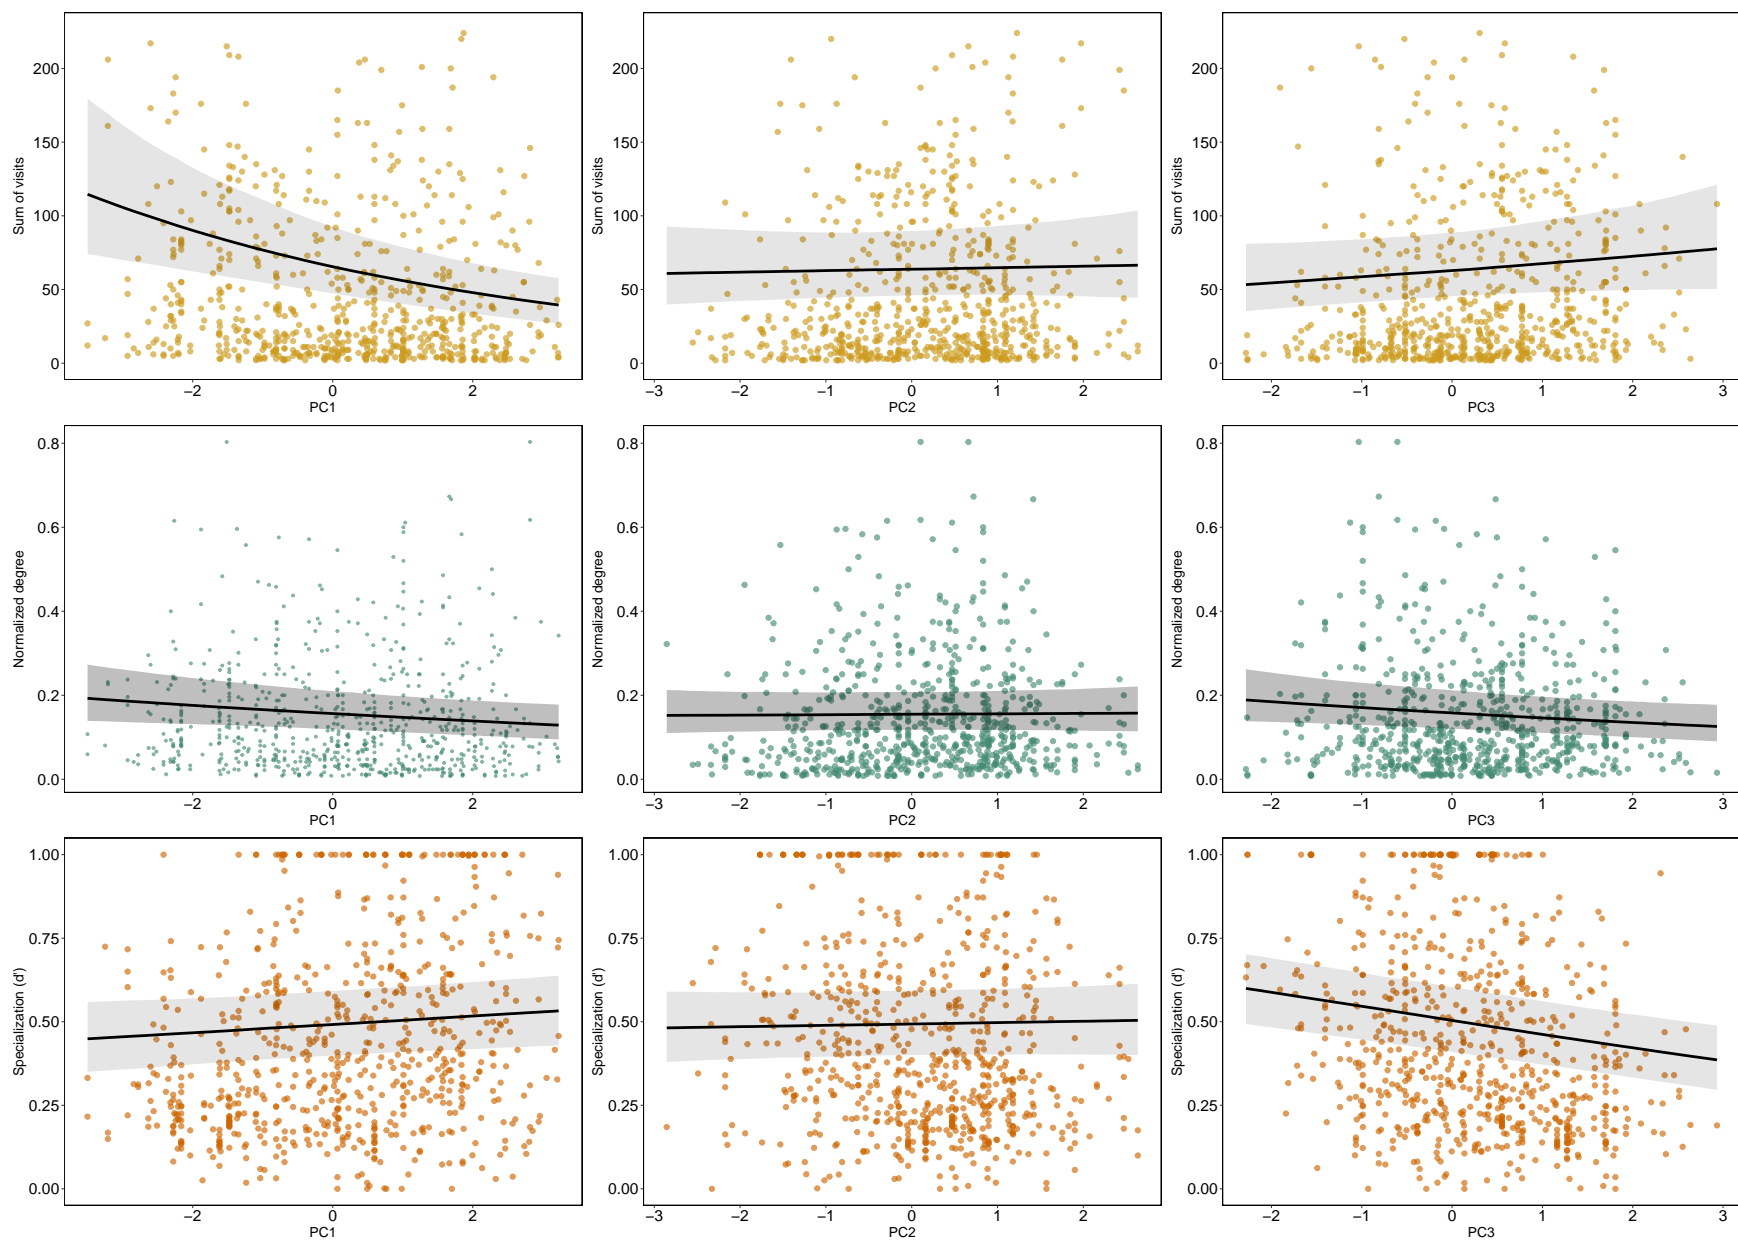 200
150
100
50
0
Sum of visits
−2 0 2
PC1
200
150
100
50
0
Sum of visits
−3 −2 −1 0 1 2
PC2
200
150
100
50
0
Sum of visits
−2 −1 0 1 2 3
PC3
0.8
0.6
0.4
0.2
0.0
Normalized degree
−2 0 2
PC1
0.8
0.6
0.4
0.2
0.0
Normalized degree
−3 −2 −1 0 1 2
PC2
0.8
0.6
0.4
0.2
0.0
Normalized degree
−2 −1 0 1 2 3
PC3
1.00
0.75
0.50
0.25
0.00
Specialization (d')
−2 0 2
PC1
1.00
0.75
0.50
0.25
0.00
Specialization (d')
−3 −2 −1 0 1 2
PC2
1.00
0.75
0.50
0.25
0.00
Specialization (d')
−2 −1 0 1 2 3
PC3